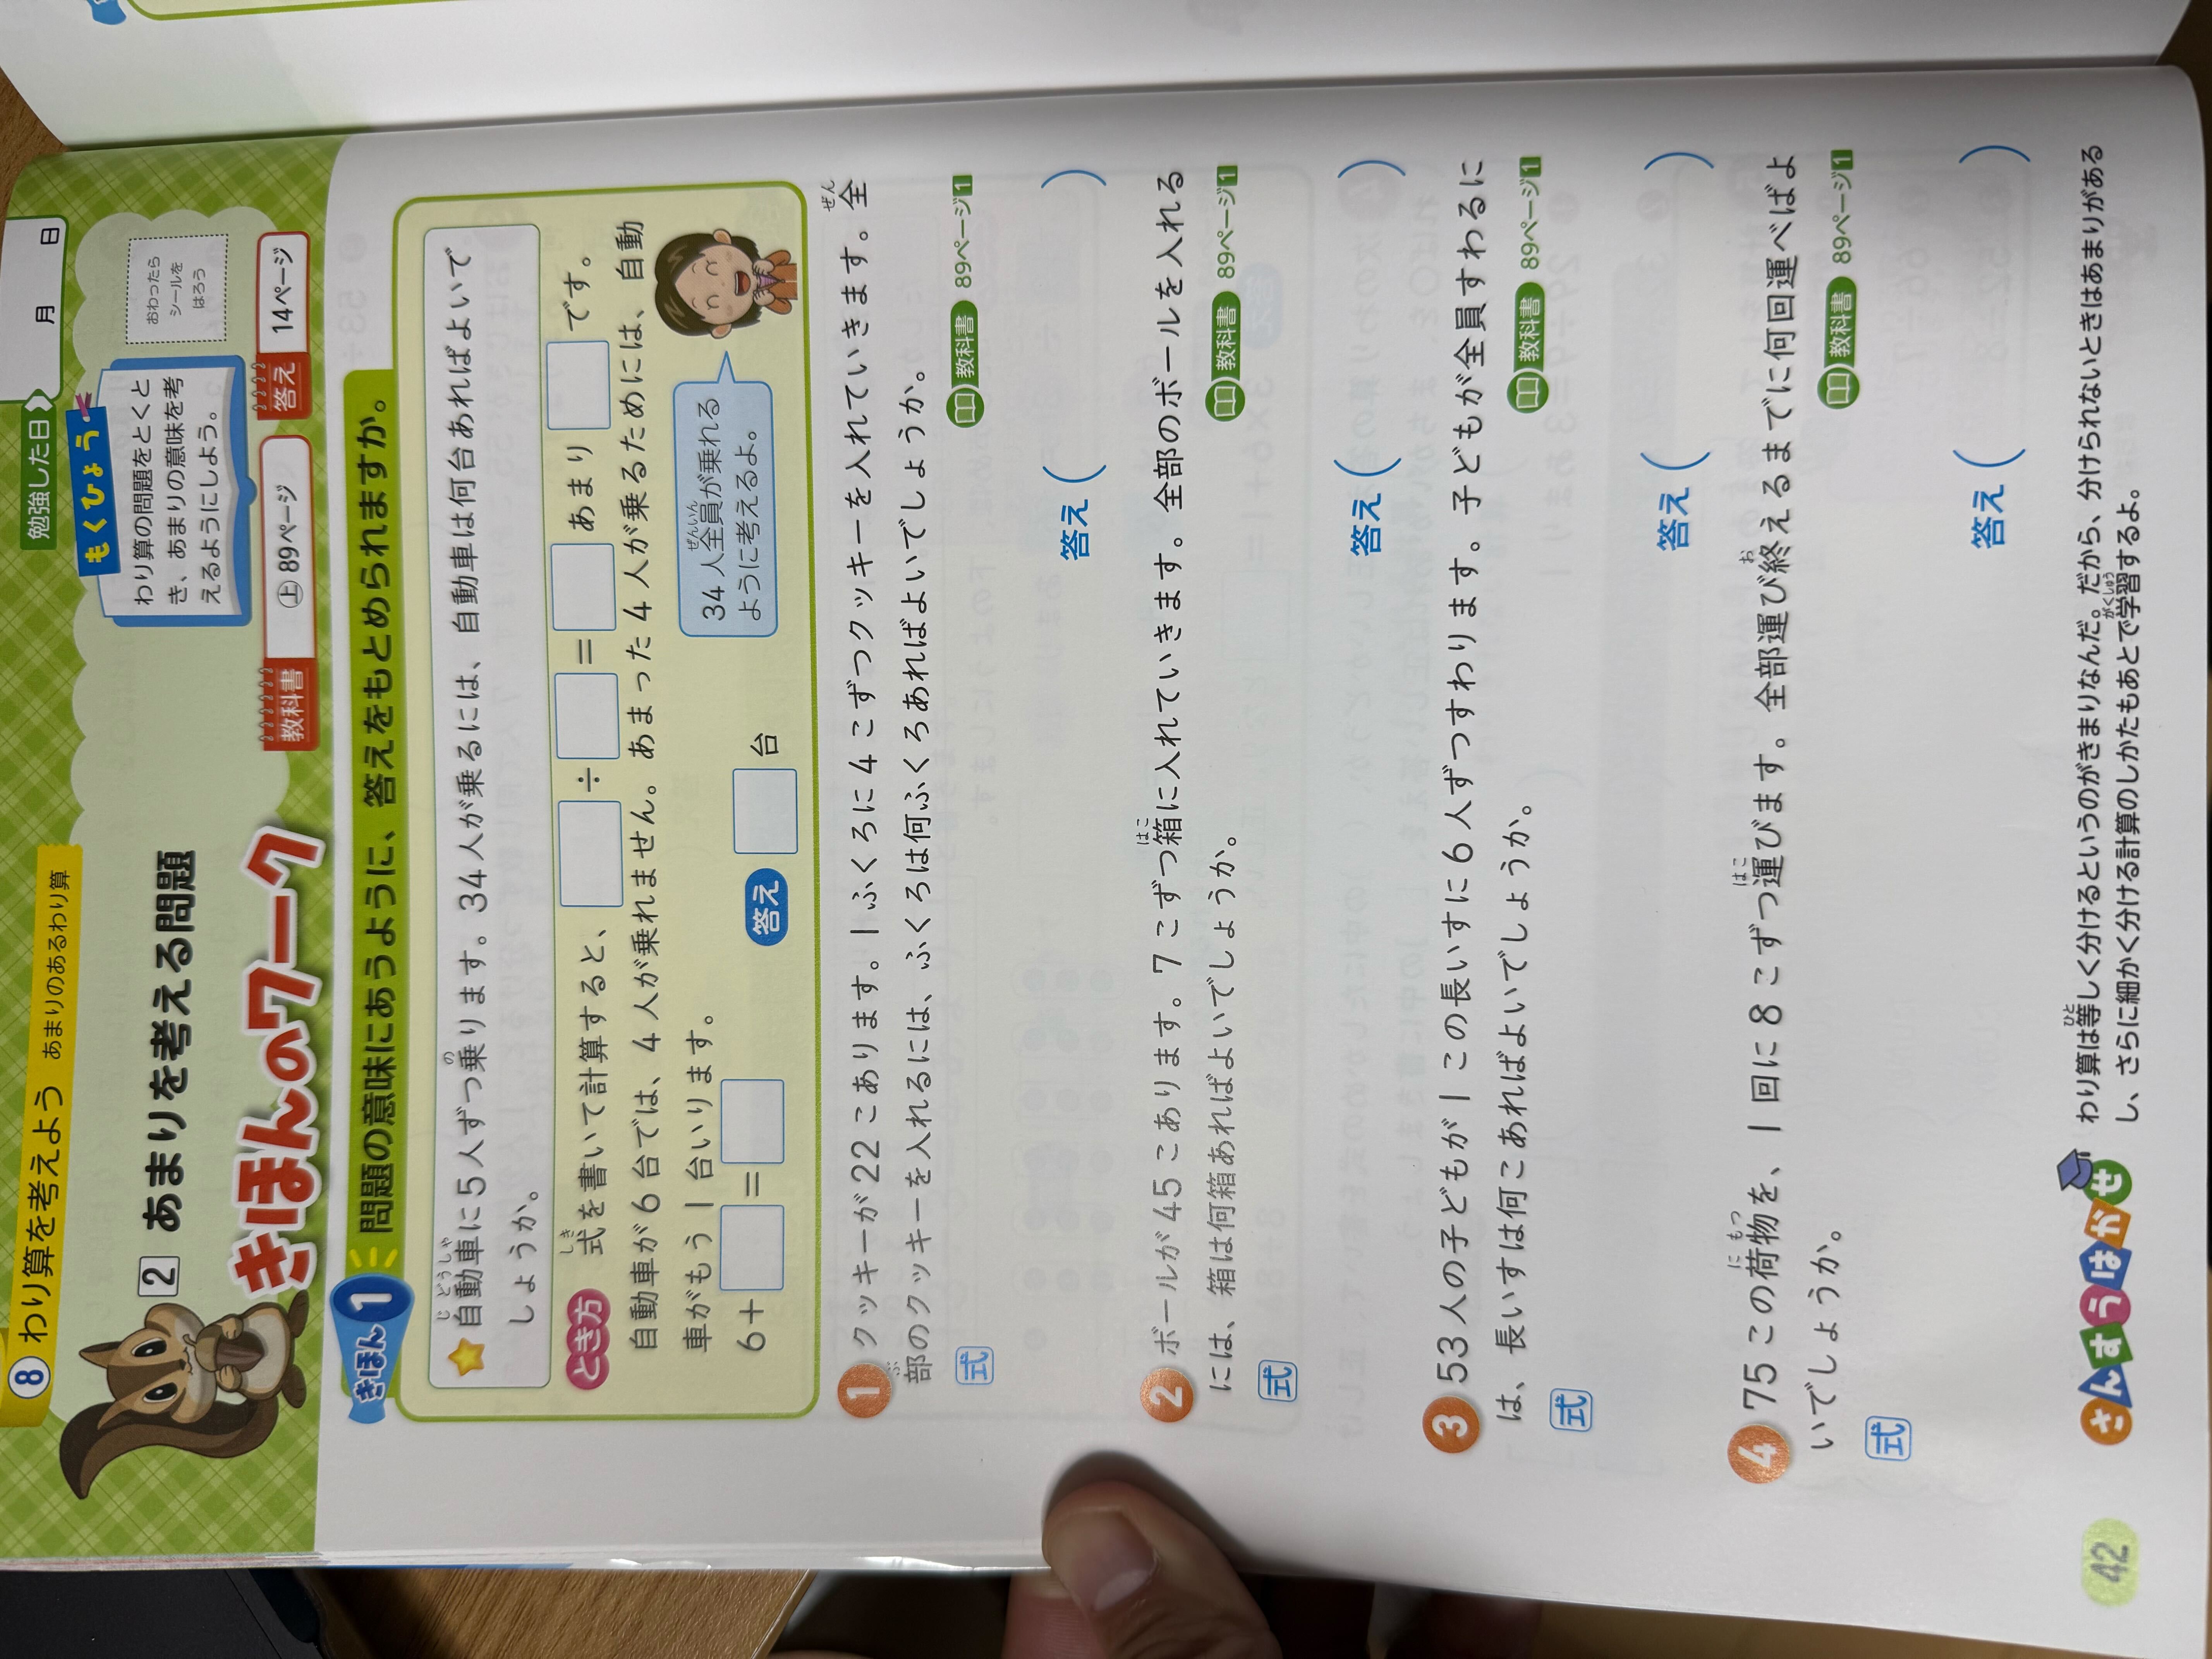 8 わり算を考えよう あまりのあるわり算
勉強した日 月 日
2 あまりを考える問題
きほんのワーク
もくひょう
わり算の問題をとくと
き、あまりの意味を考
えるようにしよう。
おわったら
シールを
はろう
教科書 上 89ページ
答え 14ページ
きほん 1 問題の意味にあうように、答えをもとめられますか。
自動車に5人ずつ乗ります。34人が乗るには、自動車は何台あればよいで
しょうか。
とき方 式を書いて計算すると、 □÷□=□ あまり □ です。
自動車が6台では、4人が乗れません。あまった4人が乗るためには、自動
車がもう1台いります。
6+□=□
答え □ 台
34人全員が乗れる
ように考えるよ。
1 クッキーが22こあります。1ふくろに4こずつクッキーを入れていきます。全
部のクッキーを入れるには、ふくろは何ふくろあればよいでしょうか。
教科書 89ページ1
式
答え ( )
2 ボールが45こあります。7こずつ箱に入れていきます。全部のボールを入れる
には、箱は何箱あればよいでしょうか。
教科書 89ページ1
式
答え ( )
3 53人の子どもが1この長いすに6人ずつすわります。子どもが全員すわるに
は、長いすは何こあればよいでしょうか。
教科書 89ページ1
式
答え ( )
4 75この荷物を、1回に8こずつ運びます。全部運び終えるまでに何回運べばよ
いでしょうか。
教科書 89ページ1
式
答え ( )
さんすうはかせ
わり算は等しく分けるというのがきまりなんだ。だから、分けられないときはあまりがある
し、さらに細かく分ける計算のしかたもあとで学習するよ。
42